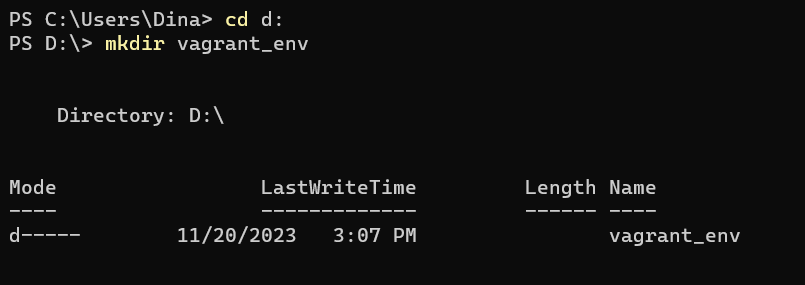 PS C:\Users\Dina> cd d:
PS D:\> mkdir vagrant_env
Directory: D:\
Mode LastWriteTime Length Name
---- ------------- ------ ----
d----- 11/20/2023 3:07 PM vagrant_env